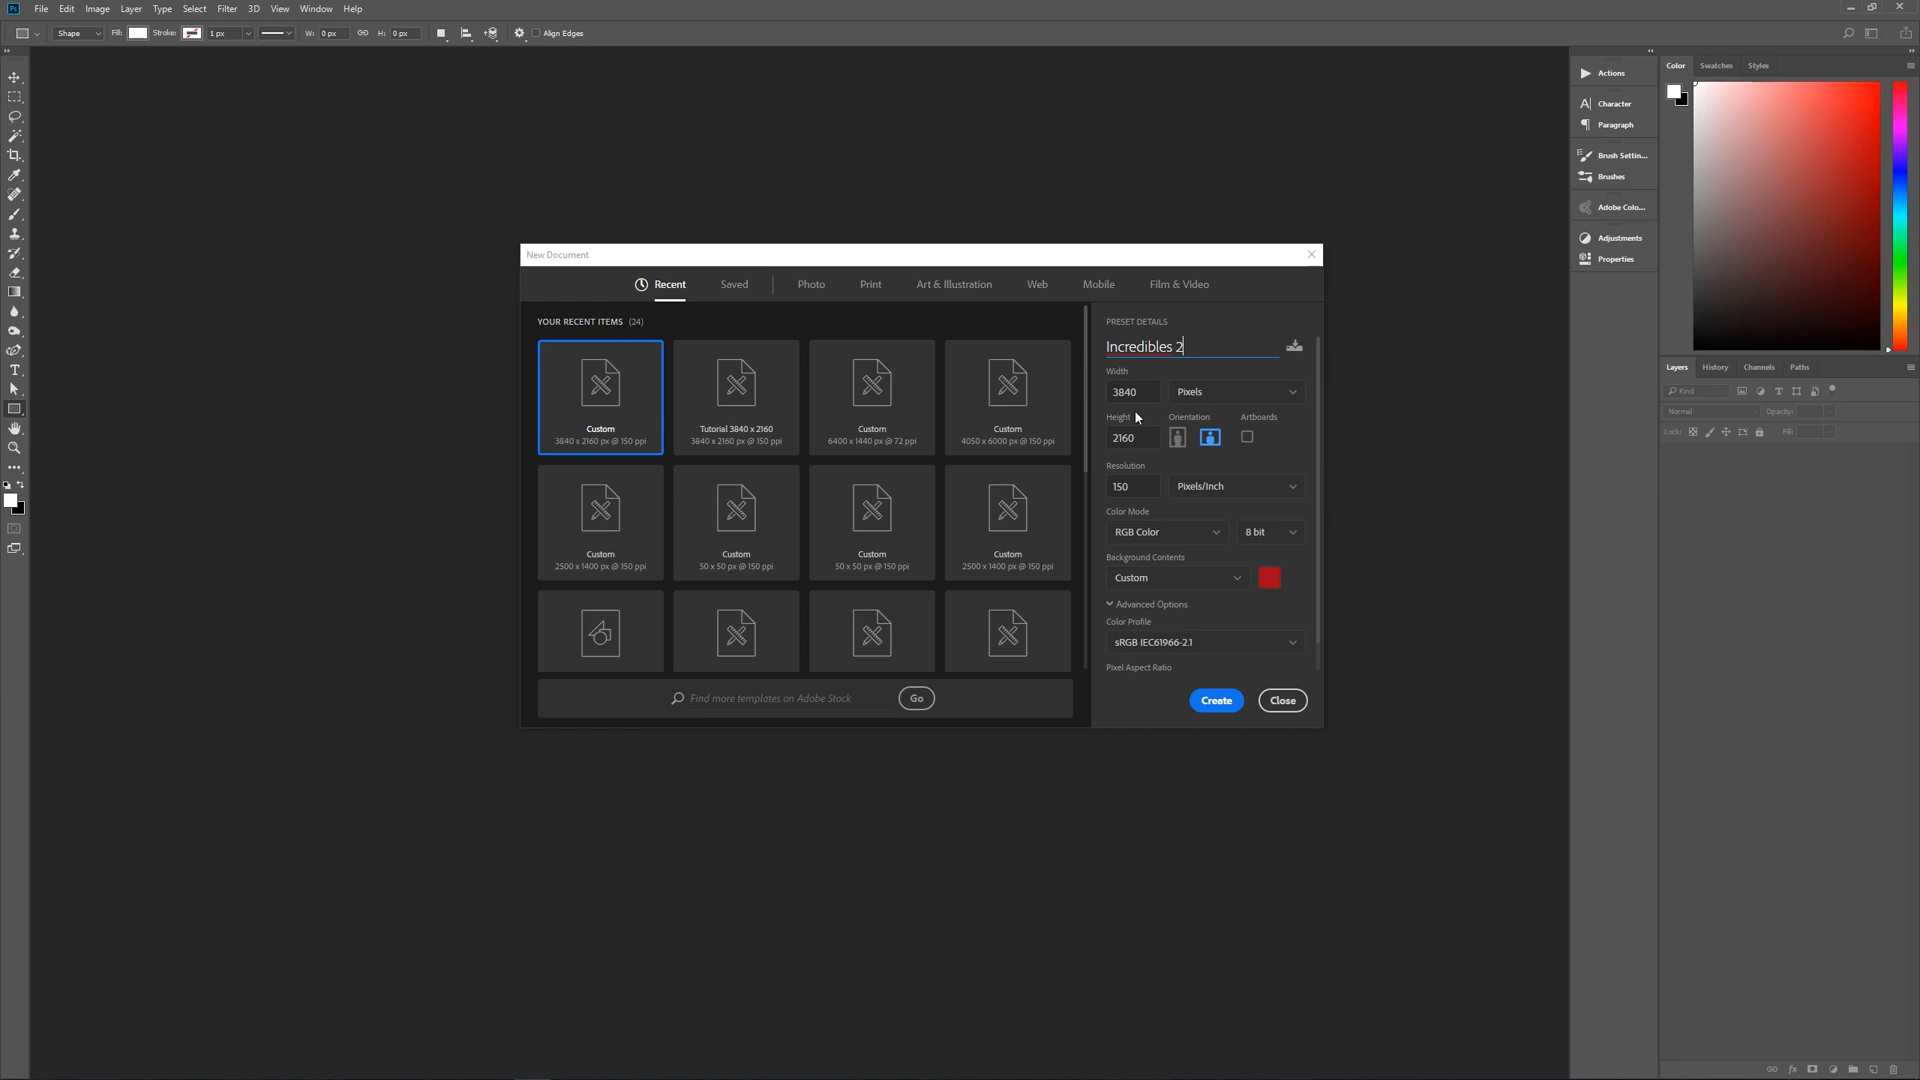 Ps File Edit Image Layer Type Select Filter 3D View Window Help
Shape Fill: Stroke: 1 px W: 0 px H: 0 px Align Edges
Actions
Character
Paragraph
Brush Settin...
Brushes
Adobe Colo...
Adjustments
Properties
Color Swatches Styles
New Document
Recent Saved Photo Print Art & Illustration Web Mobile Film & Video
YOUR RECENT ITEMS (24)
Custom
3840 x 2160 px @ 150 ppi
Tutorial 3840 x 2160
3840 x 2160 px @ 150 ppi
Custom
6400 x 1440 px @ 72 ppi
Custom
4050 x 6000 px @ 150 ppi
Custom
2500 x 1400 px @ 150 ppi
Custom
50 x 50 px @ 150 ppi
Custom
50 x 50 px @ 150 ppi
Custom
2500 x 1400 px @ 150 ppi
Find more templates on Adobe Stock Go
PRESET DETAILS
Incredibles 2
Width
3840 Pixels
Height Orientation Artboards
2160
Resolution
150 Pixels/Inch
Color Mode
RGB Color 8 bit
Background Contents
Custom
Advanced Options
Color Profile
sRGB IEC61966-2.1
Pixel Aspect Ratio
Create Close
Layers History Channels Paths
Kind
Normal Opacity:
Lock: Fill:
T
fx